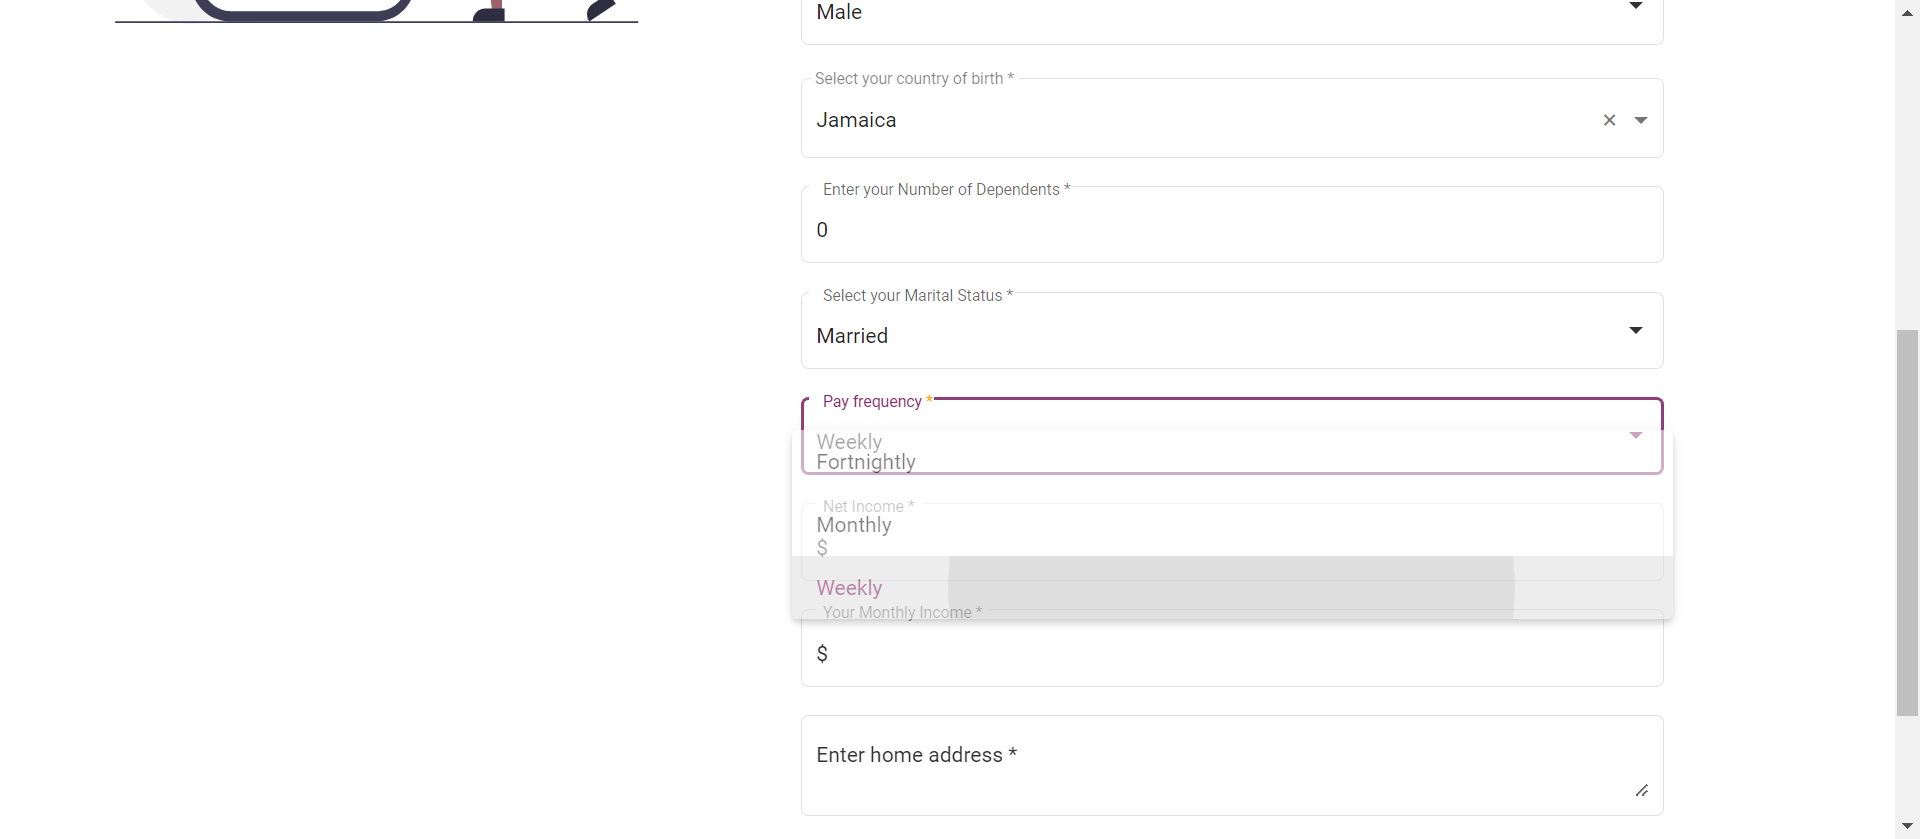 Male
Select your country of birth *
Jamaica
Enter your Number of Dependents *
0
Select your Marital Status *
Married
Pay frequency *
Weekly
Fortnightly
Net Income *
Monthly
$
Weekly
Your Monthly Income *
$
Enter home address *